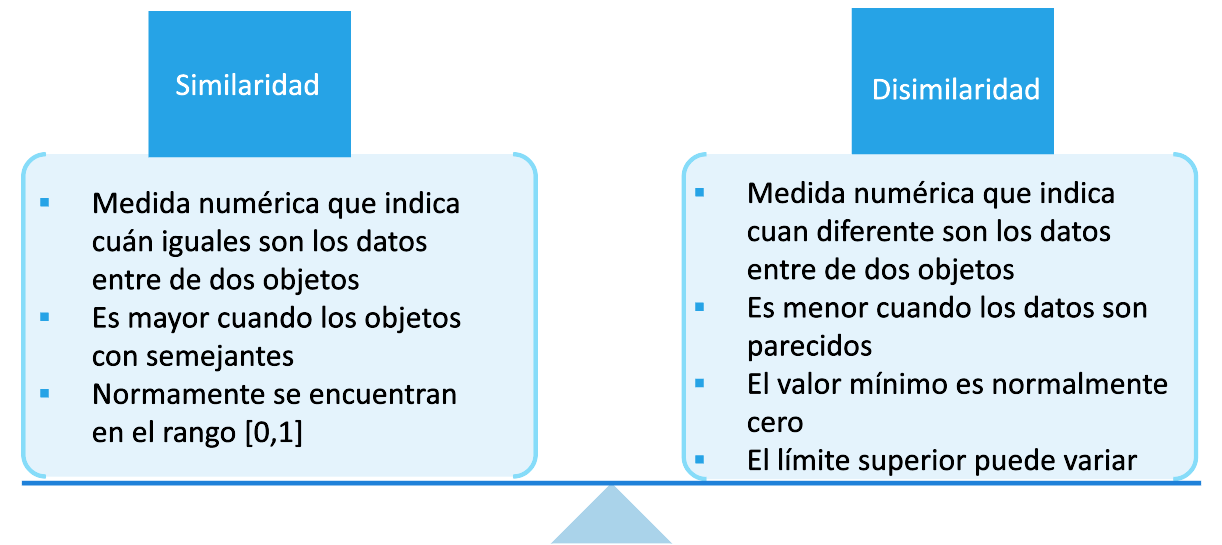 Similaridad
▪ Medida numérica que indica
cuán iguales son los datos
entre de dos objetos
▪ Es mayor cuando los objetos
con semejantes
▪ Normamente se encuentran
en el rango [0,1]
Disimilaridad
▪ Medida numérica que indica
cuan diferente son los datos
entre de dos objetos
▪ Es menor cuando los datos son
parecidos
▪ El valor mínimo es normalmente
cero
▪ El límite superior puede variar